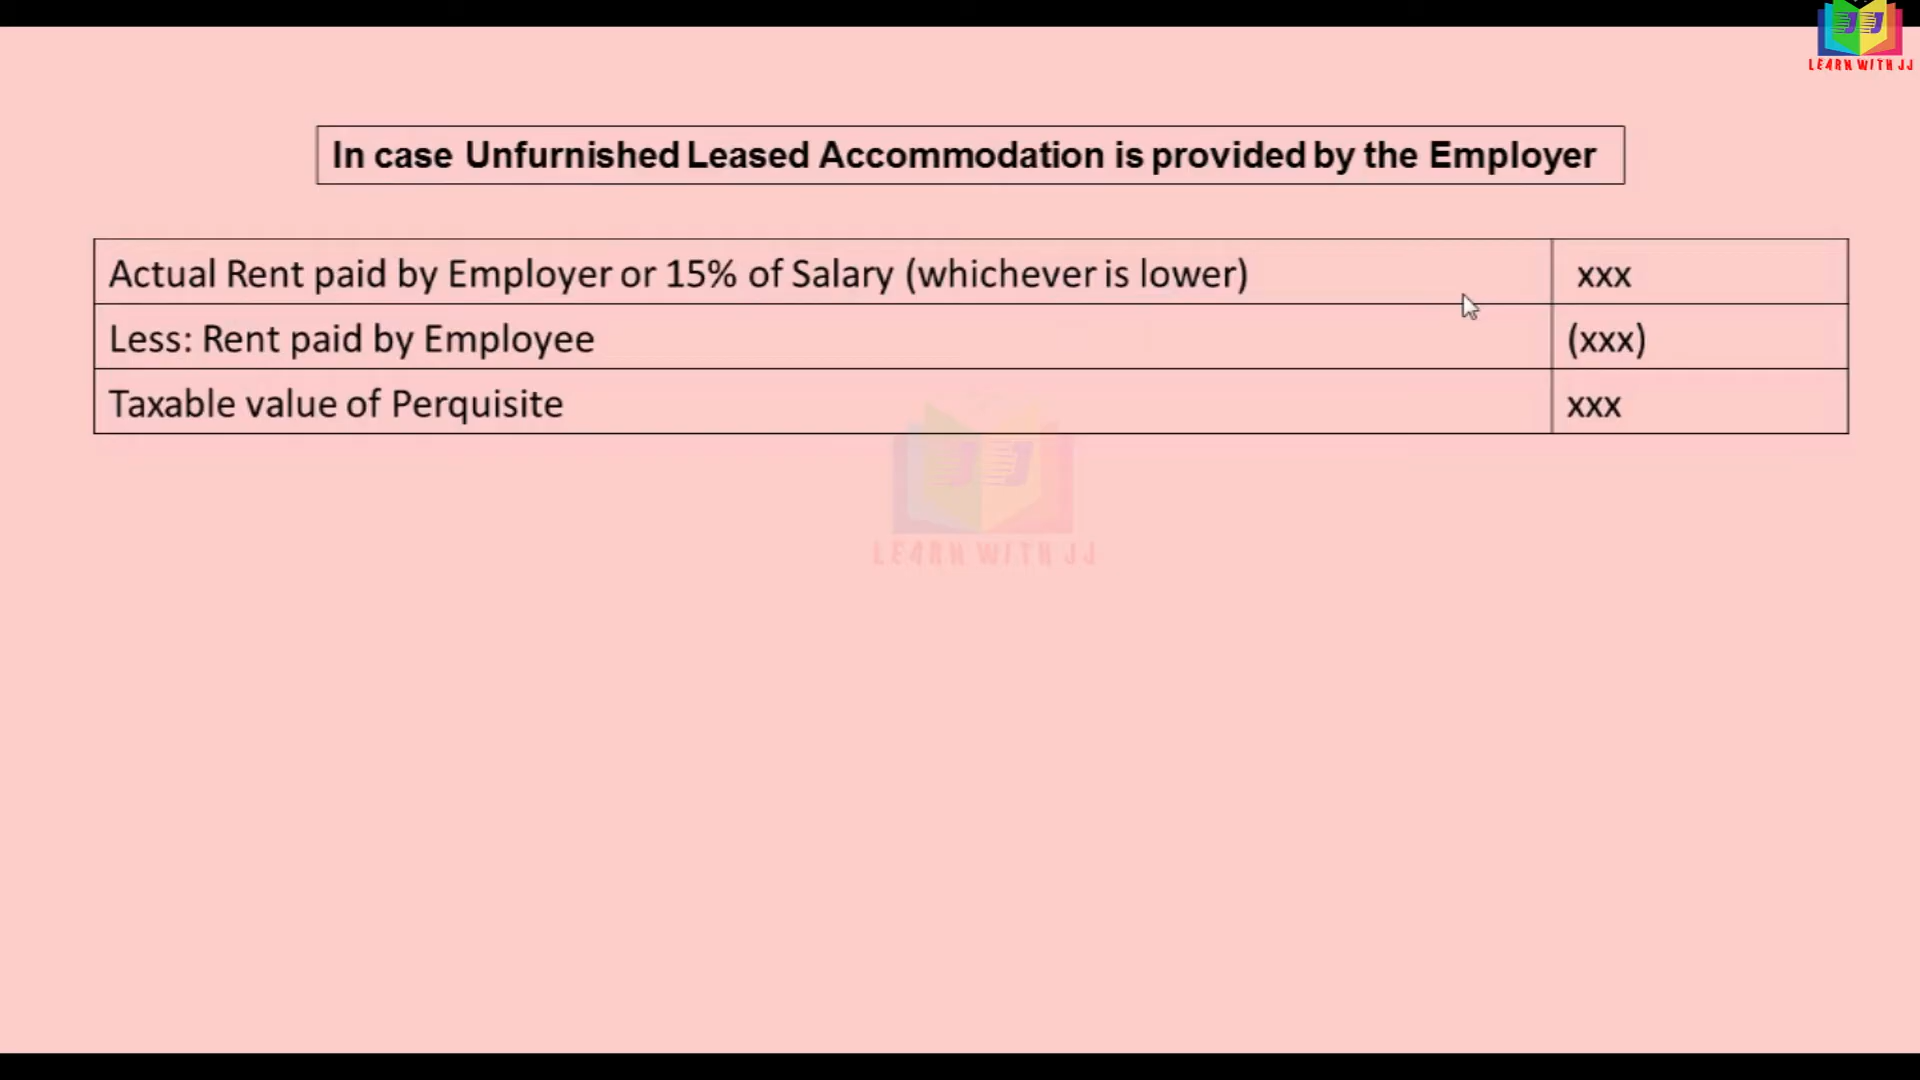 LEARN WITH JJ
In case Unfurnished Leased Accommodation is provided by the Employer
Actual Rent paid by Employer or 15% of Salary (whichever is lower) xxx
Less: Rent paid by Employee (xxx)
Taxable value of Perquisite xxx
JJ
LEARN WITH JJ